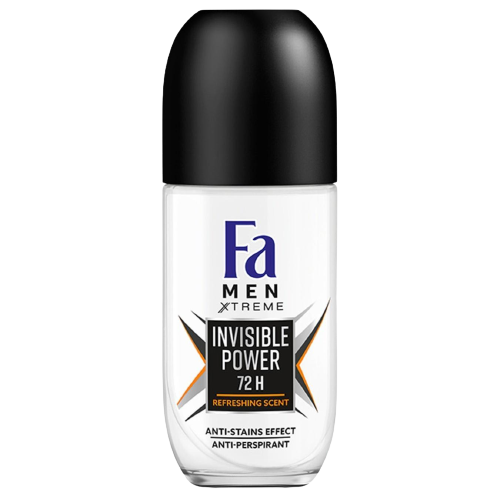 Fa
MEN
XTREME
INVISIBLE
POWER
72 H
REFRESHING SCENT
ANTI-STAINS EFFECT
ANTI-PERSPIRANT